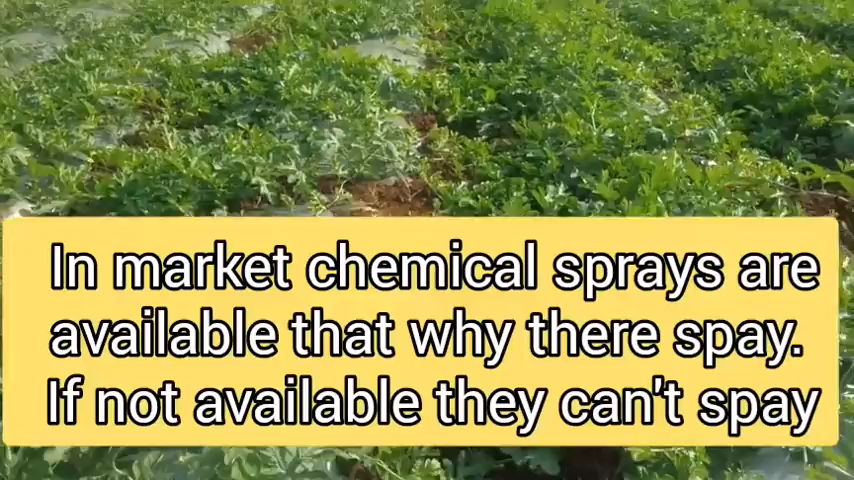 In market chemical sprays are
available that why there spay.
If not available they can't spay